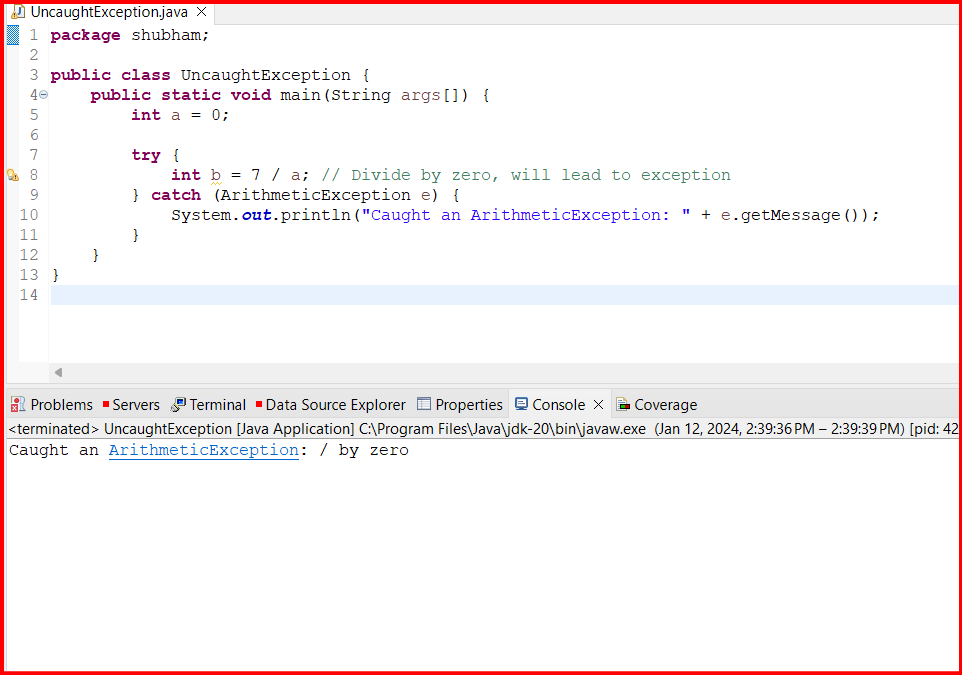 UncaughtException.java
1 package shubham;
2
3 public class UncaughtException {
4 public static void main(String args[]) {
5 int a = 0;
6
7 try {
8 int b = 7 / a; // Divide by zero, will lead to exception
9 } catch (ArithmeticException e) {
10 System.out.println("Caught an ArithmeticException: " + e.getMessage());
11 }
12 }
13 }
14
Problems Servers Terminal Data Source Explorer Properties Console Coverage
<terminated> UncaughtException [Java Application] C:\Program Files\Java\jdk-20\bin\javaw.exe (Jan 12, 2024, 2:39:36 PM – 2:39:39 PM) [pid: 42
Caught an ArithmeticException: / by zero